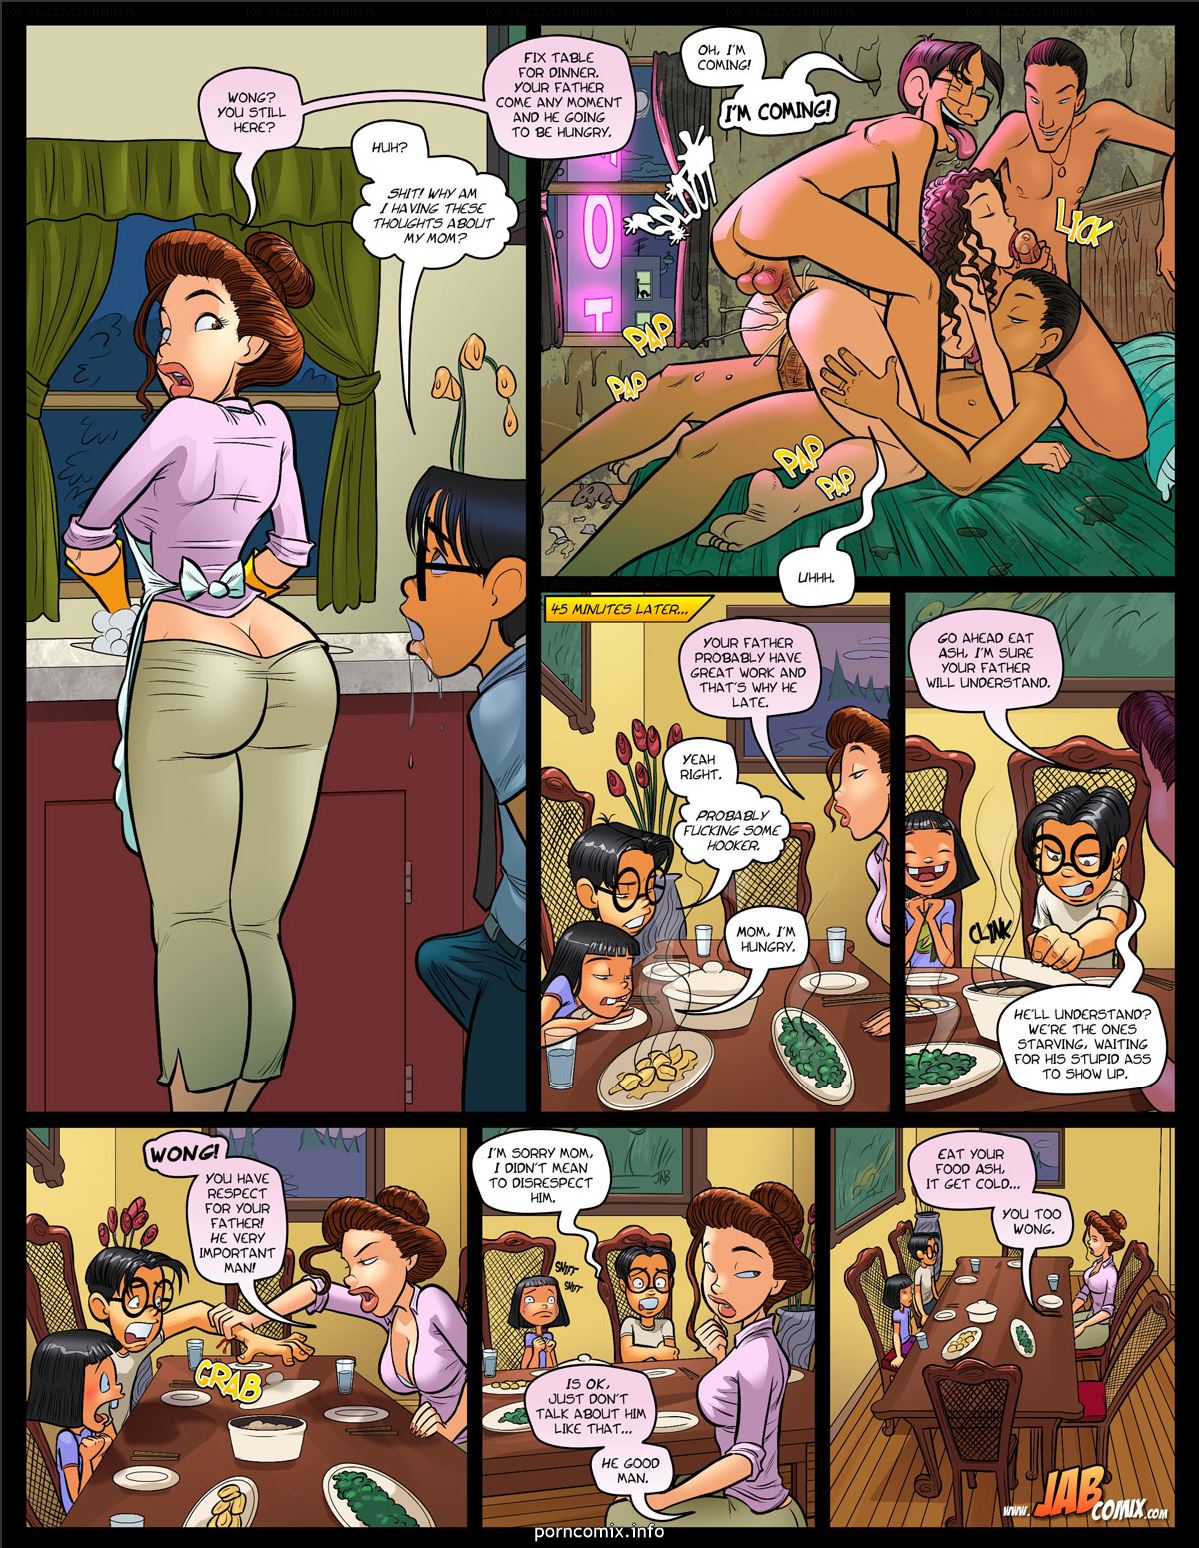 WONG?
YOU STILL
HERE?
FIX TABLE
FOR DINNER.
YOUR FATHER
COME ANY MOMENT
AND HE GOING
TO BE HUNGRY.
HUH?
SHIT! WHY AM
I HAVING THESE
THOUGHTS ABOUT
MY MOM?
OH, I'M
COMING!
I'M COMING!
SPLOTT
OT
LICK
PAP
PAP
PAP
PAP
UHHH.
45 MINUTES LATER...
YOUR FATHER
PROBABLY HAVE
GREAT WORK AND
THAT'S WHY HE
LATE.
YEAH
RIGHT.
PROBABLY
FUCKING SOME
HOOKER.
MOM, I'M
HUNGRY.
JAB
GO AHEAD EAT
ASH, I'M SURE
YOUR FATHER
WILL UNDERSTAND.
CLINK
HE'LL UNDERSTAND?
WE'RE THE ONES
STARVING, WAITING
FOR HIS STUPID ASS
TO SHOW UP.
WONG!
YOU HAVE
RESPECT
FOR YOUR
FATHER!
HE VERY
IMPORTANT
MAN!
GRAB
I'M SORRY MOM,
I DIDN'T MEAN
TO DISRESPECT
HIM.
JAB
SNIT
SNIT
IS OK,
JUST DON'T
TALK ABOUT HIM
LIKE THAT...
HE GOOD
MAN.
EAT YOUR
FOOD ASH,
IT GET COLD...
YOU TOO
WONG.
WWW.JABCOMIX.COM
porncomix.info